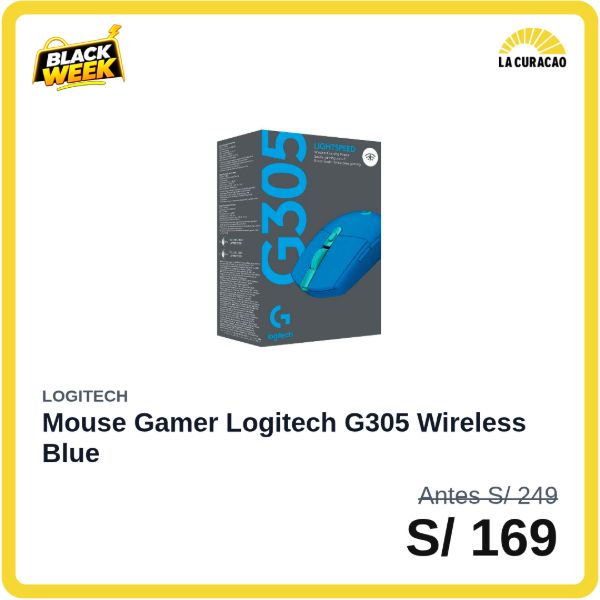 BLACK
WEEK
LA CURACAO
LIGHTSPEED
G305
logitech
LOGITECH
Mouse Gamer Logitech G305 Wireless
Blue
Antes S/ 249
S/ 169